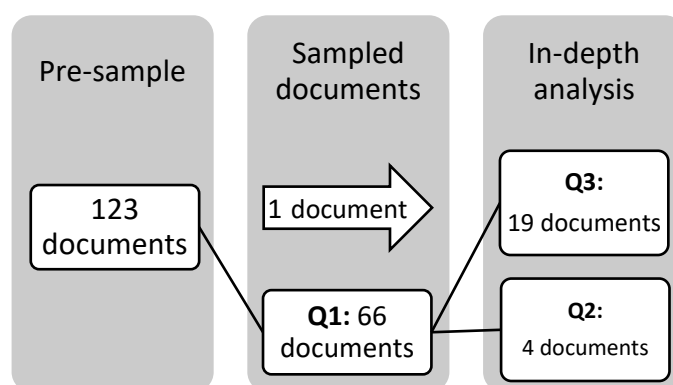 Pre-sample
123
documents
Sampled
documents
1 document
Q1: 66
documents
In-depth
analysis
Q3:
19 documents
Q2:
4 documents